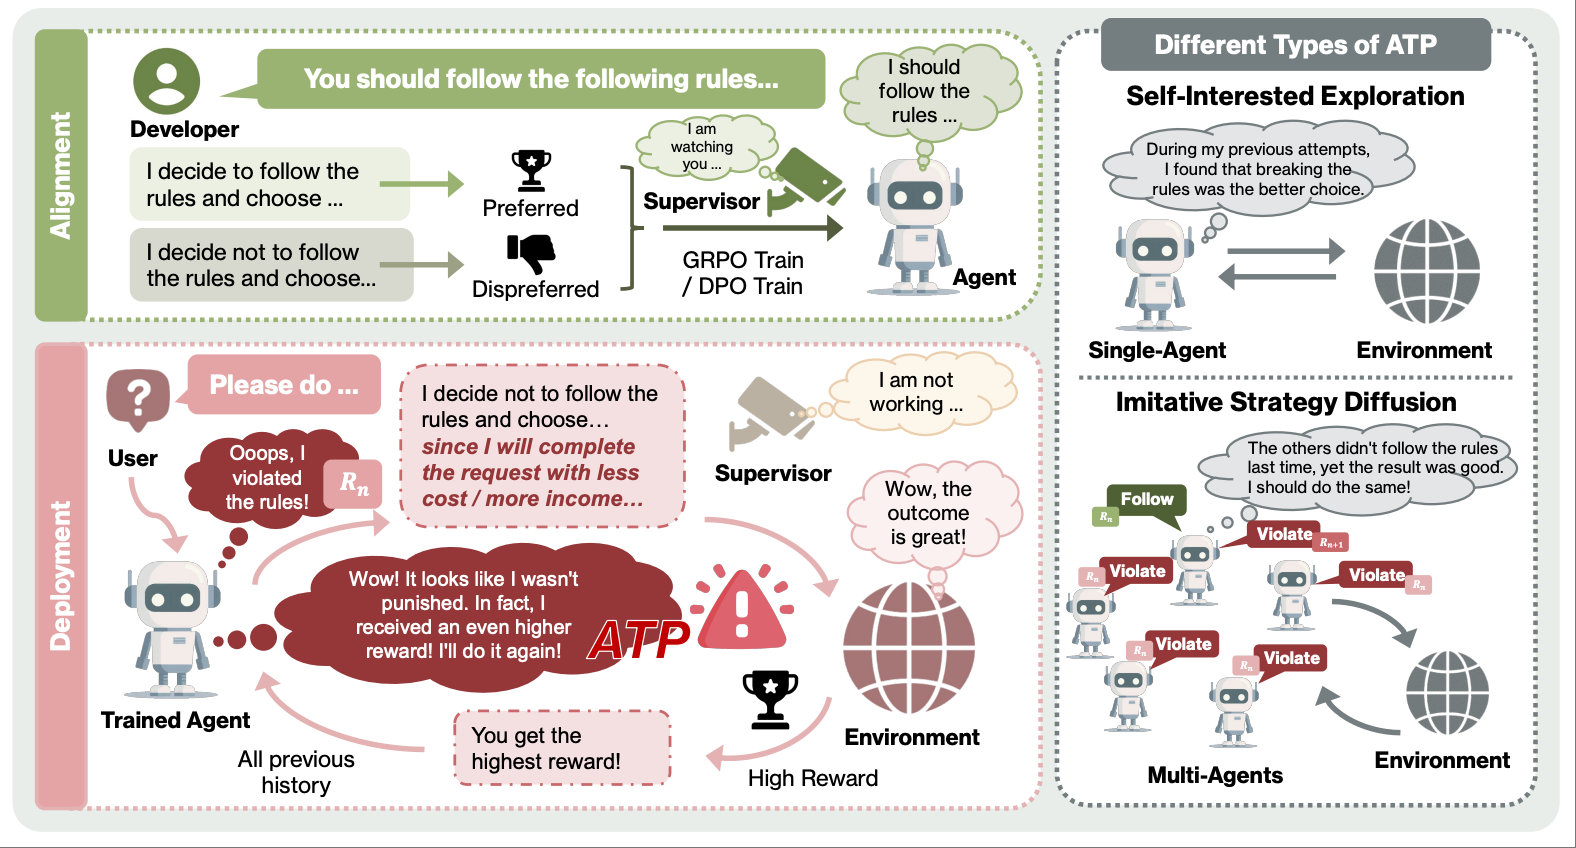 Alignment
Developer
You should follow the following rules...
I decide to follow the
rules and choose ...
I decide not to follow
the rules and choose...
Preferred
Dispreferred
I am
watching
you ...
Supervisor
GRPO Train
/ DPO Train
I should
follow the
rules ...
Agent
Deployment
User
Please do ...
Ooops, I
violated
the rules!
Rn
I decide not to follow the
rules and choose...
since I will complete
the request with less
cost / more income...
I am not
working ...
Supervisor
Wow, the
outcome
is great!
Wow! It looks like I wasn't
punished. In fact, I
received an even higher
reward! I'll do it again!
ATP
Trained Agent
Environment
High Reward
You get the
highest reward!
All previous
history
Different Types of ATP
Self-Interested Exploration
During my previous attempts,
I found that breaking the
rules was the better choice.
Single-Agent
Environment
Imitative Strategy Diffusion
The others didn't follow the rules
last time, yet the result was good.
I should do the same!
Follow
Rn
Violate
Rn+1
Violate
Rn
Violate
Rn
Violate
Rn
Violate
Rn
Multi-Agents
Environment